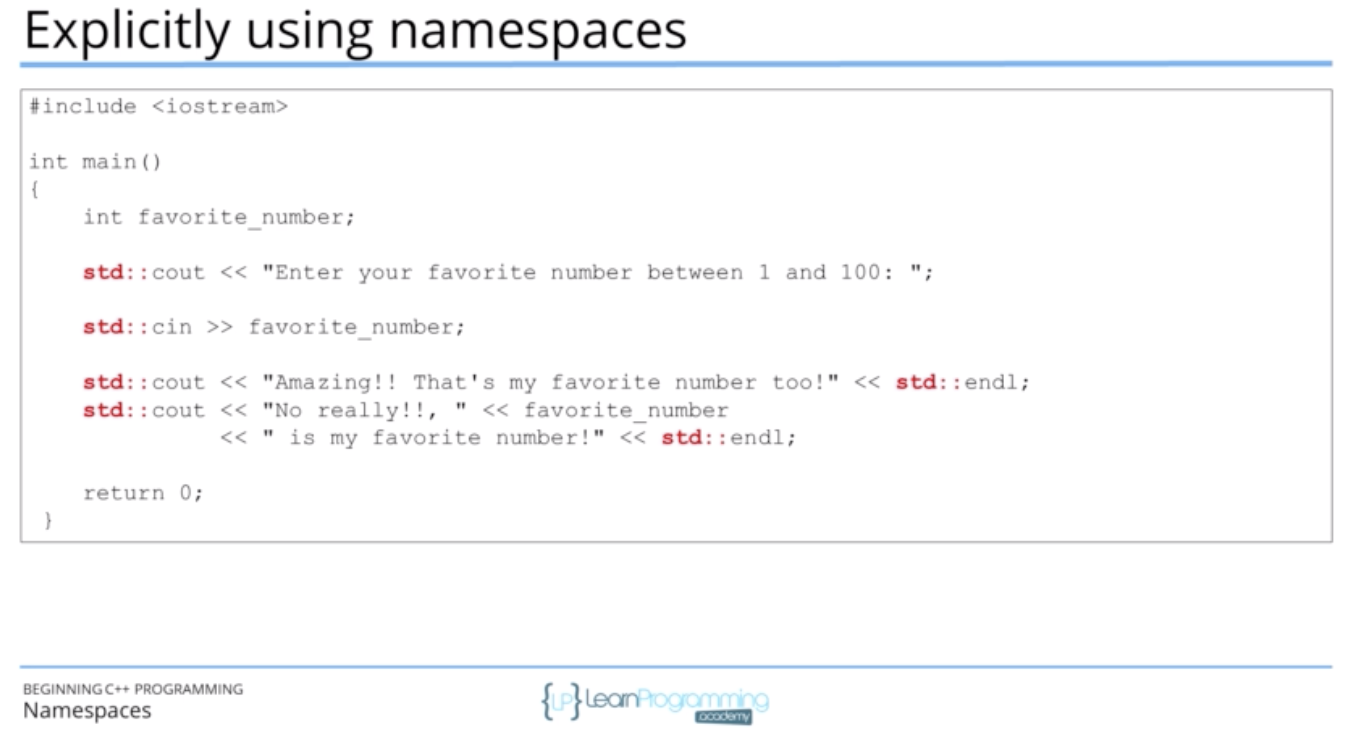 Explicitly using namespaces
#include <iostream>
int main()
{
int favorite_number;
std::cout << "Enter your favorite number between 1 and 100: ";
std::cin >> favorite_number;
std::cout << "Amazing!! That's my favorite number too!" << std::endl;
std::cout << "No really!!, " << favorite_number
<< " is my favorite number!" << std::endl;
return 0;
}
BEGINNING C++ PROGRAMMING
Namespaces
{LP} LearnProgramming
academy